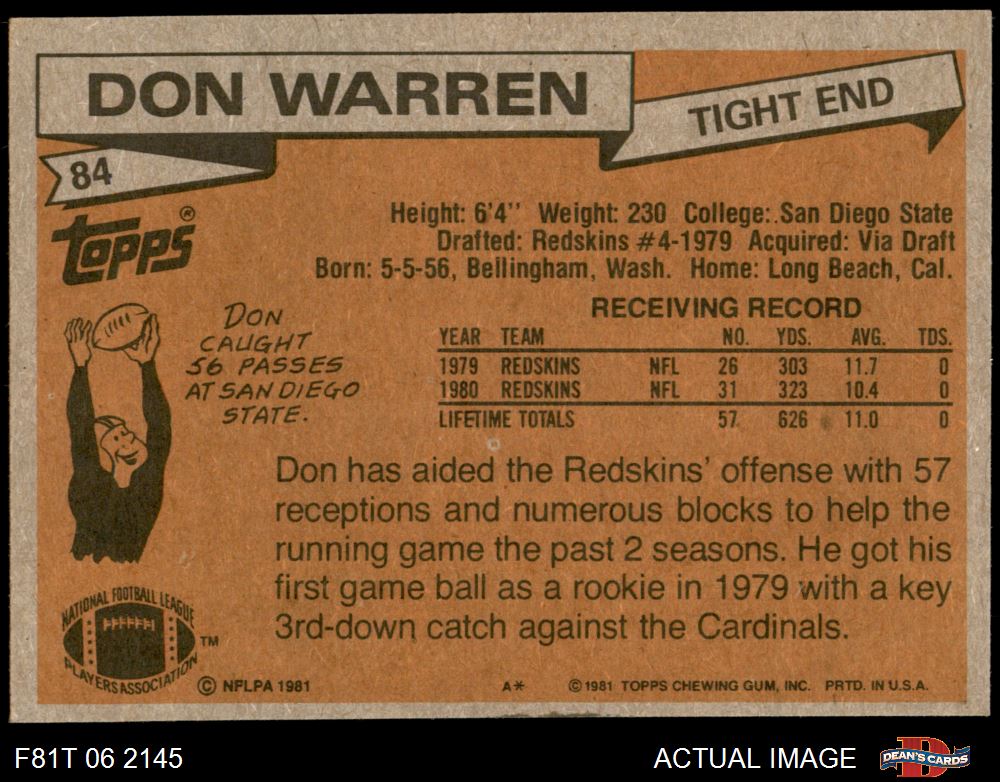 DON WARREN
TIGHT END
84
topps®
Height: 6'4'' Weight: 230 College: San Diego State
Drafted: Redskins #4-1979 Acquired: Via Draft
Born: 5-5-56, Bellingham, Wash. Home: Long Beach, Cal.
DON
CAUGHT
56 PASSES
AT SAN DIEGO
STATE.
RECEIVING RECORD
YEAR TEAM NO. YDS. AVG. TDS.
1979 REDSKINS NFL 26 303 11.7 0
1980 REDSKINS NFL 31 323 10.4 0
LIFETIME TOTALS 57 626 11.0 0
Don has aided the Redskins' offense with 57
receptions and numerous blocks to help the
running game the past 2 seasons. He got his
first game ball as a rookie in 1979 with a key
3rd-down catch against the Cardinals.
NATIONAL FOOTBALL LEAGUE
PLAYERS ASSOCIATION
TM
© NFLPA 1981
A* ©1981 TOPPS CHEWING GUM, INC. PRTD. IN U.S.A.
F81T 06 2145
ACTUAL IMAGE
D
DEAN'S CARDS